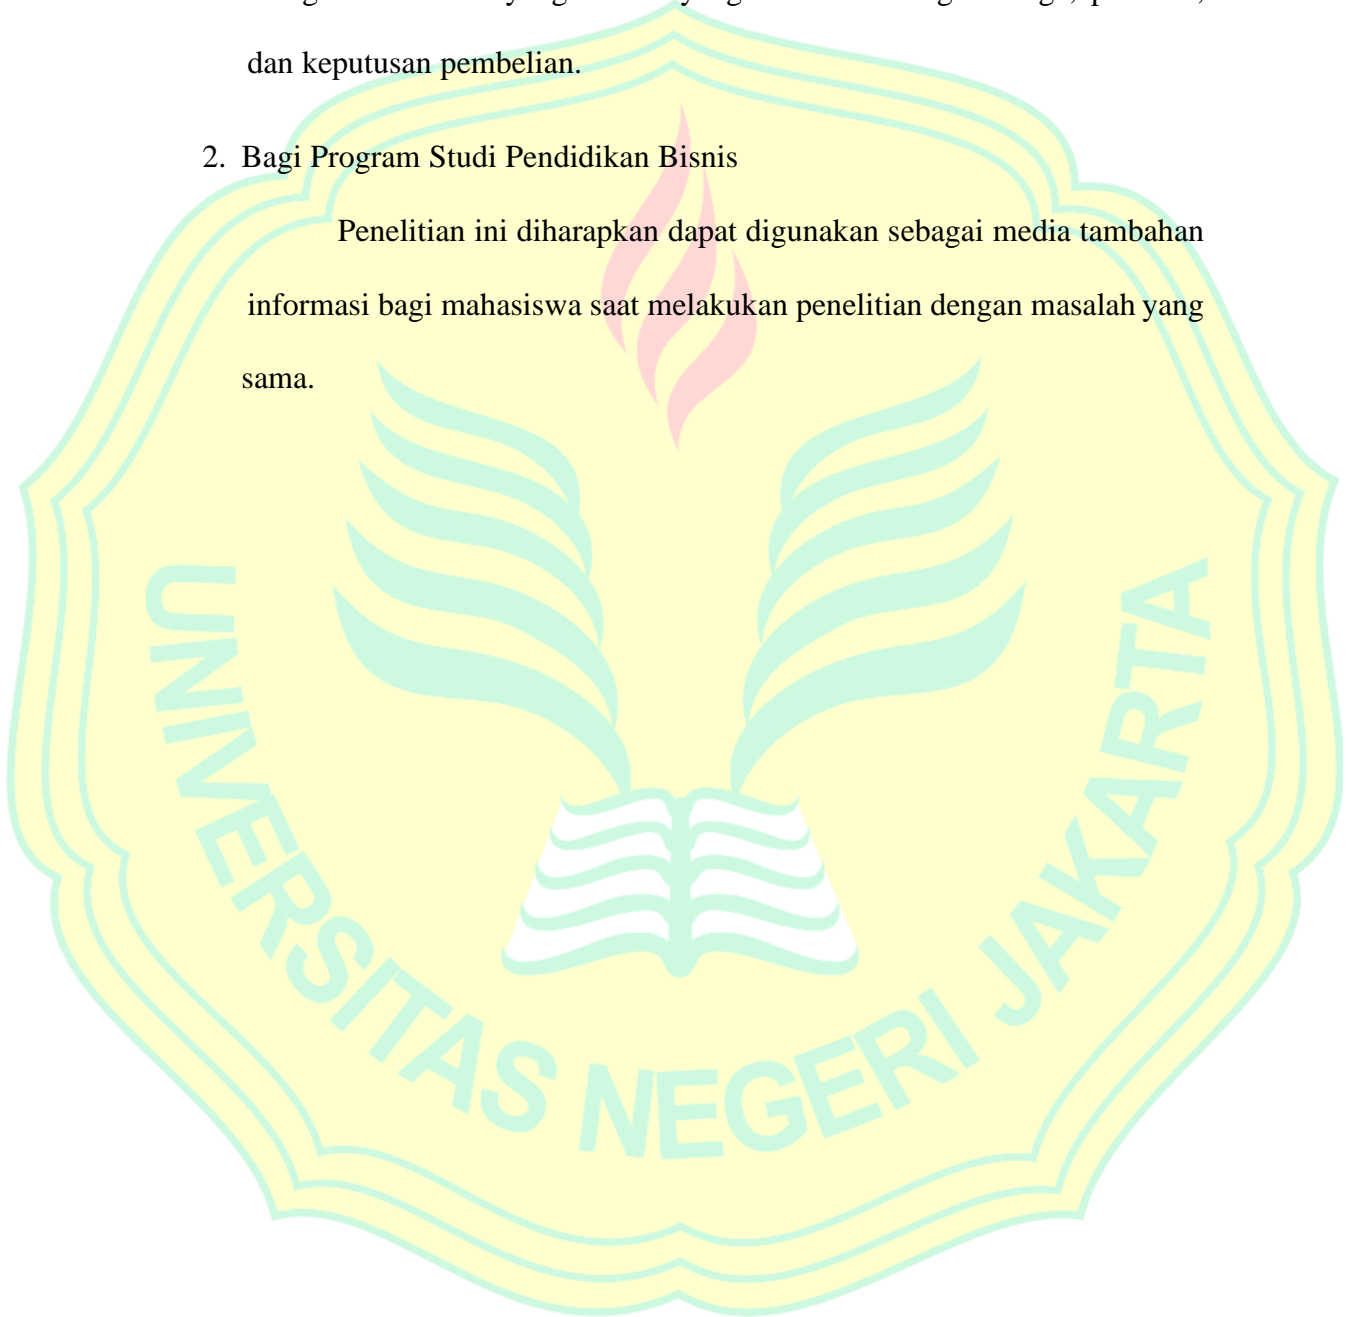 dan keputusan pembelian.
2. Bagi Program Studi Pendidikan Bisnis
Penelitian ini diharapkan dapat digunakan sebagai media tambahan
informasi bagi mahasiswa saat melakukan penelitian dengan masalah yang
sama.
UNIVERSITAS NEGERI JAKARTA